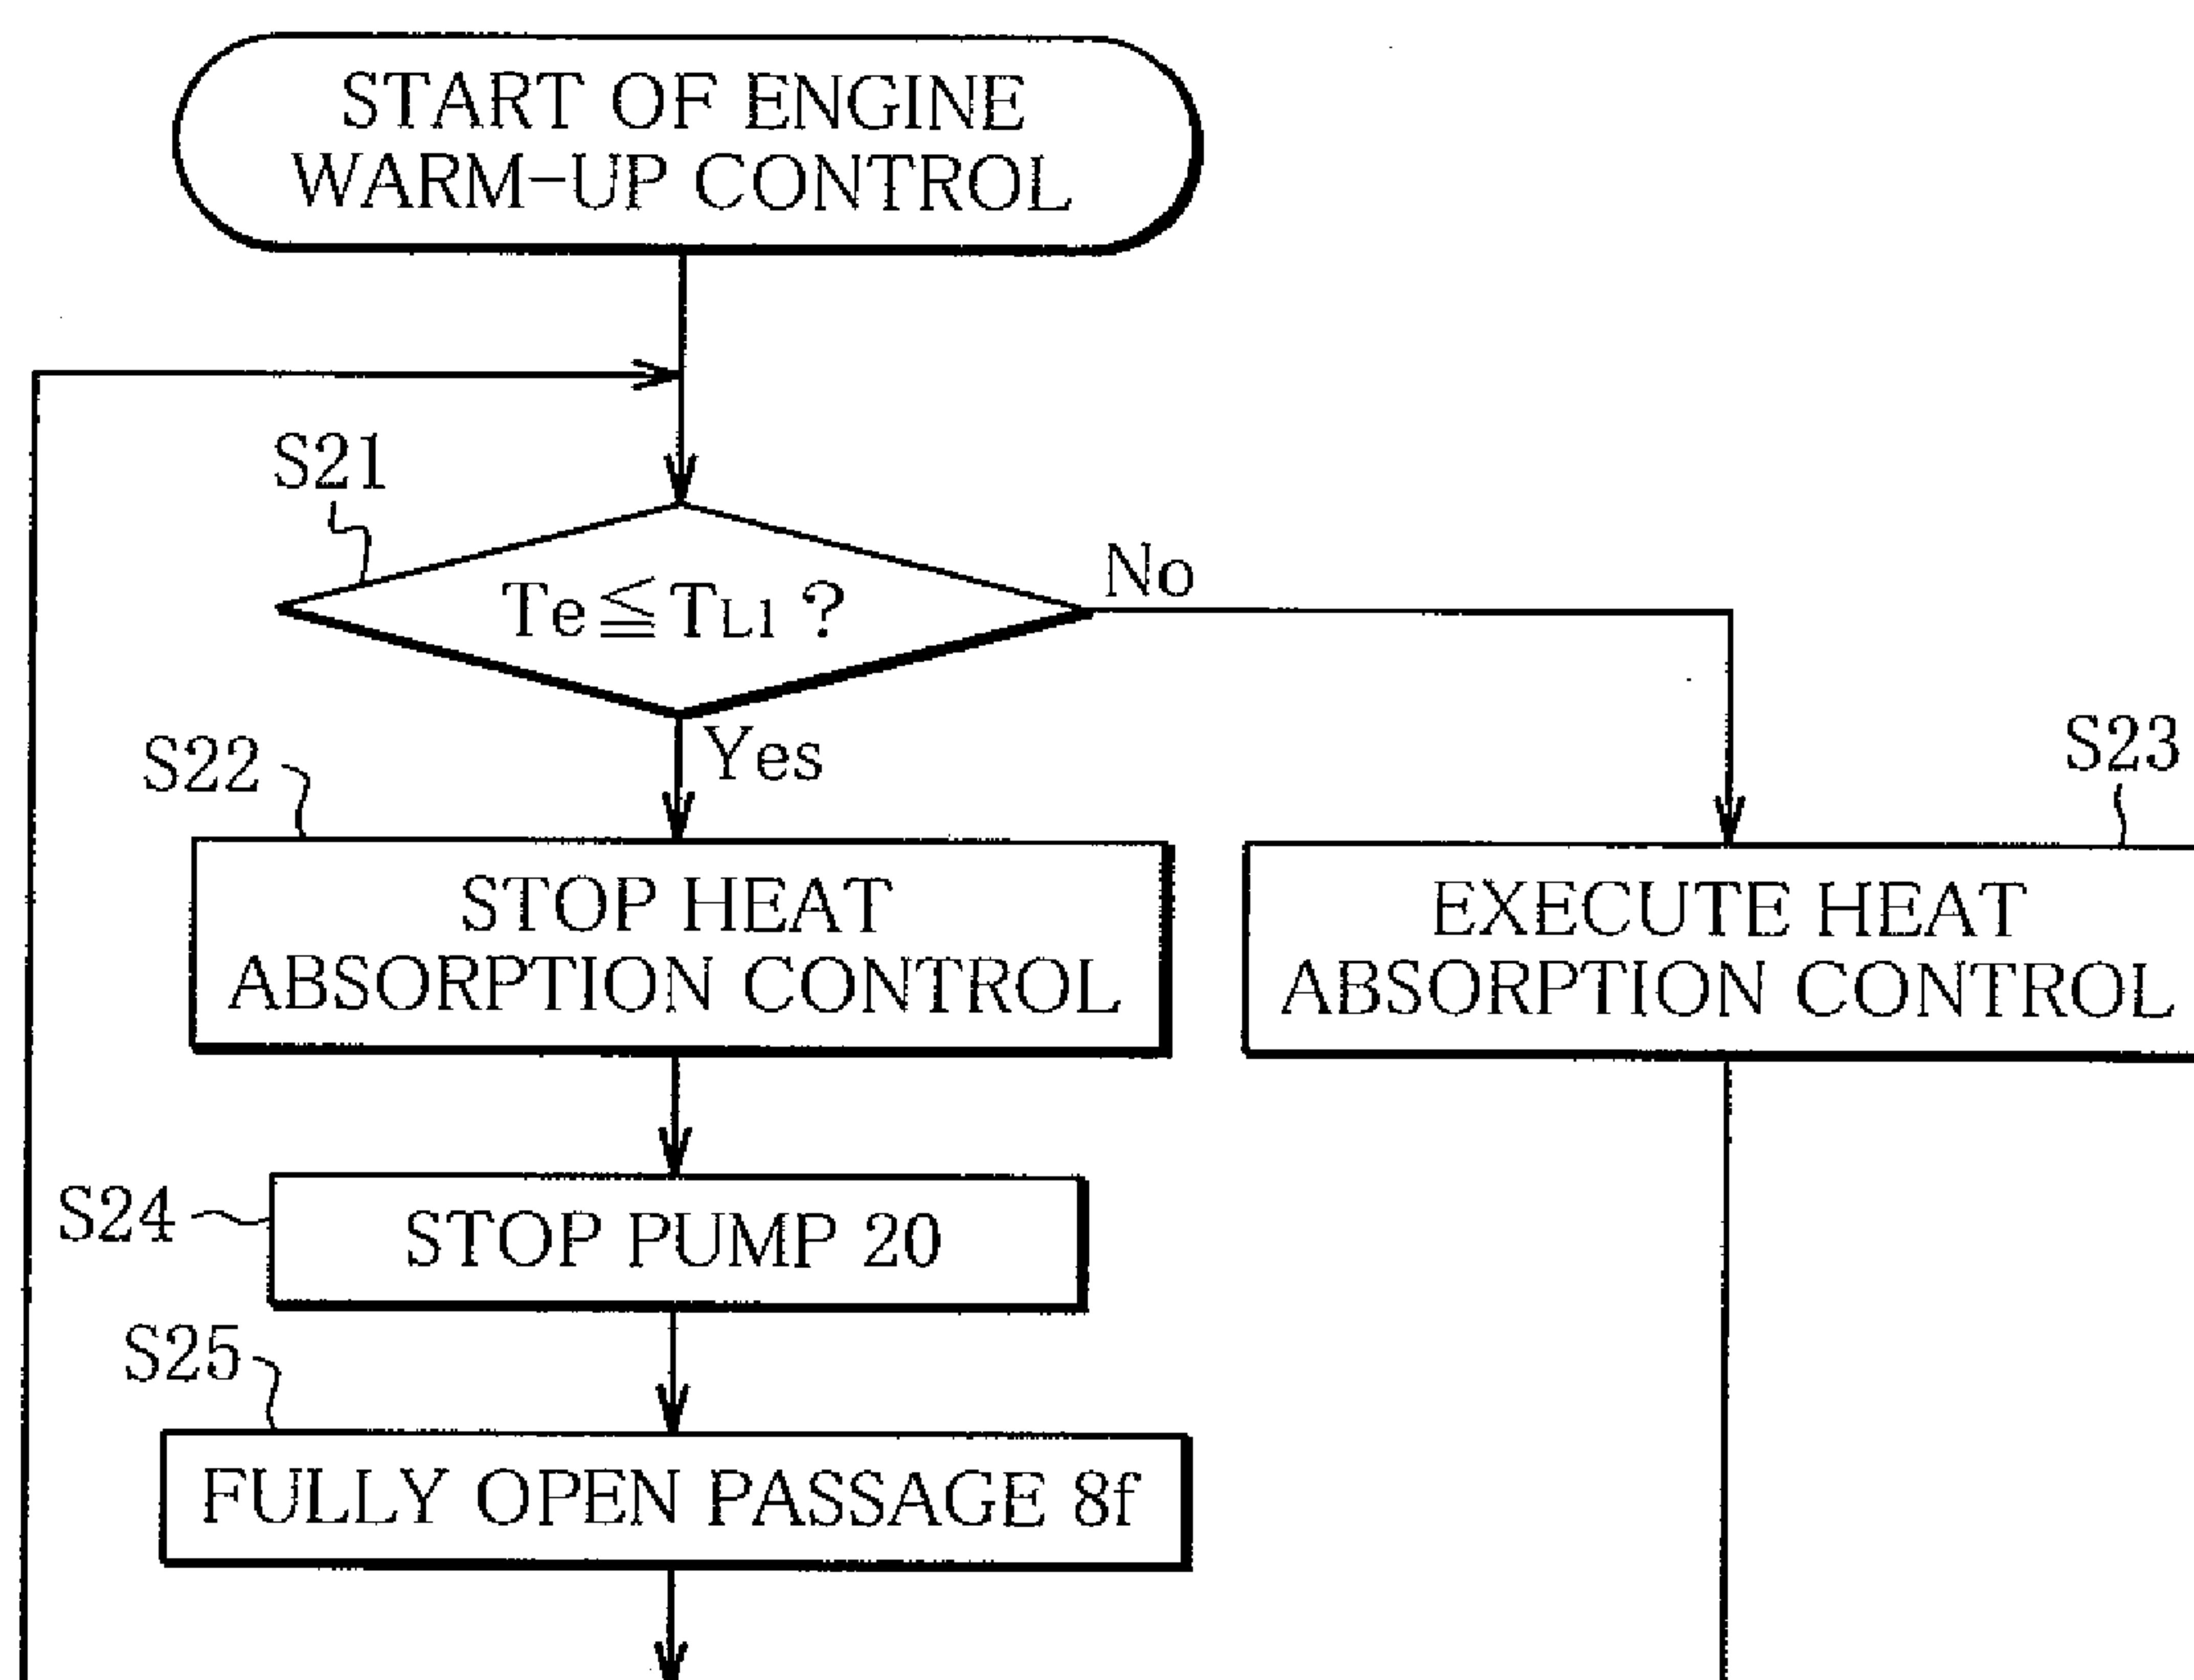 START OF ENGINE
WARM-UP CONTROL
S21
Te≦TL1 ?
No
Yes
S22
STOP HEAT
ABSORPTION CONTROL
S23
EXECUTE HEAT
ABSORPTION CONTROL
S24
STOP PUMP 20
S25
FULLY OPEN PASSAGE 8f